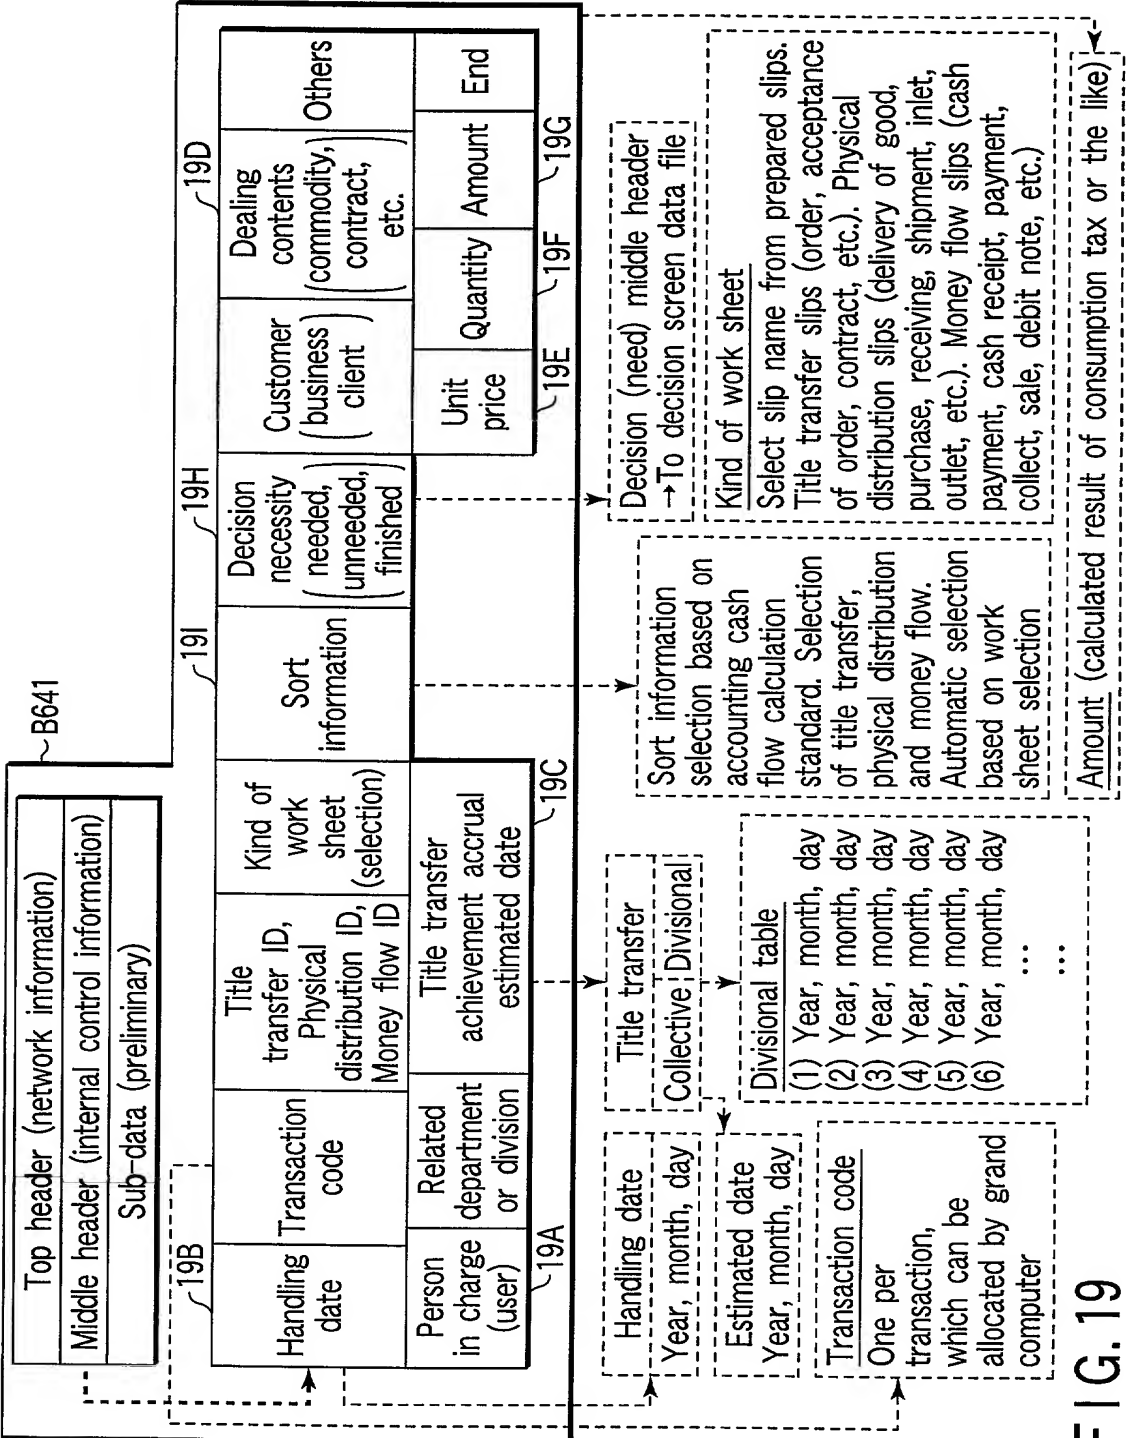 B641
Top header (network information)
Middle header (internal control information)
Sub-data (preliminary)
19B
19I
19H
19D
Handling
date
Transaction
code
Title
transfer ID,
Physical
distribution ID,
Money flow ID
Kind of
work
sheet
(selection)
Sort
information
Decision
necessity
(needed,
unneeded,
finished)
Customer
(business
client)
Dealing
contents
(commodity,
contract,
etc.)
Others
Person
in charge
(user)
Related
department
or division
Title transfer
achievement accrual
estimated date
Unit
price
Quantity
Amount
End
19A
19C
19E
19F
19G
Handling date
Year, month, day
Estimated date
Year, month, day
Transaction code
One per
transaction,
which can be
allocated by grand
computer
Title transfer
Collective
Divisional
Divisional table
(1) Year, month, day
(2) Year, month, day
(3) Year, month, day
(4) Year, month, day
(5) Year, month, day
(6) Year, month, day
...
...
Sort information
selection based on
accounting cash
flow calculation
standard. Selection
of title transfer,
physical distribution
and money flow.
Automatic selection
based on work
sheet selection
Decision (need) middle header
→To decision screen data file
Kind of work sheet
Select slip name from prepared slips.
Title transfer slips (order, acceptance
of order, contract, etc.). Physical
distribution slips (delivery of good,
purchase, receiving, shipment, inlet,
outlet, etc.). Money flow slips (cash
payment, cash receipt, payment,
collect, sale, debit note, etc.)
Amount (calculated result of consumption tax or the like)
FIG.19